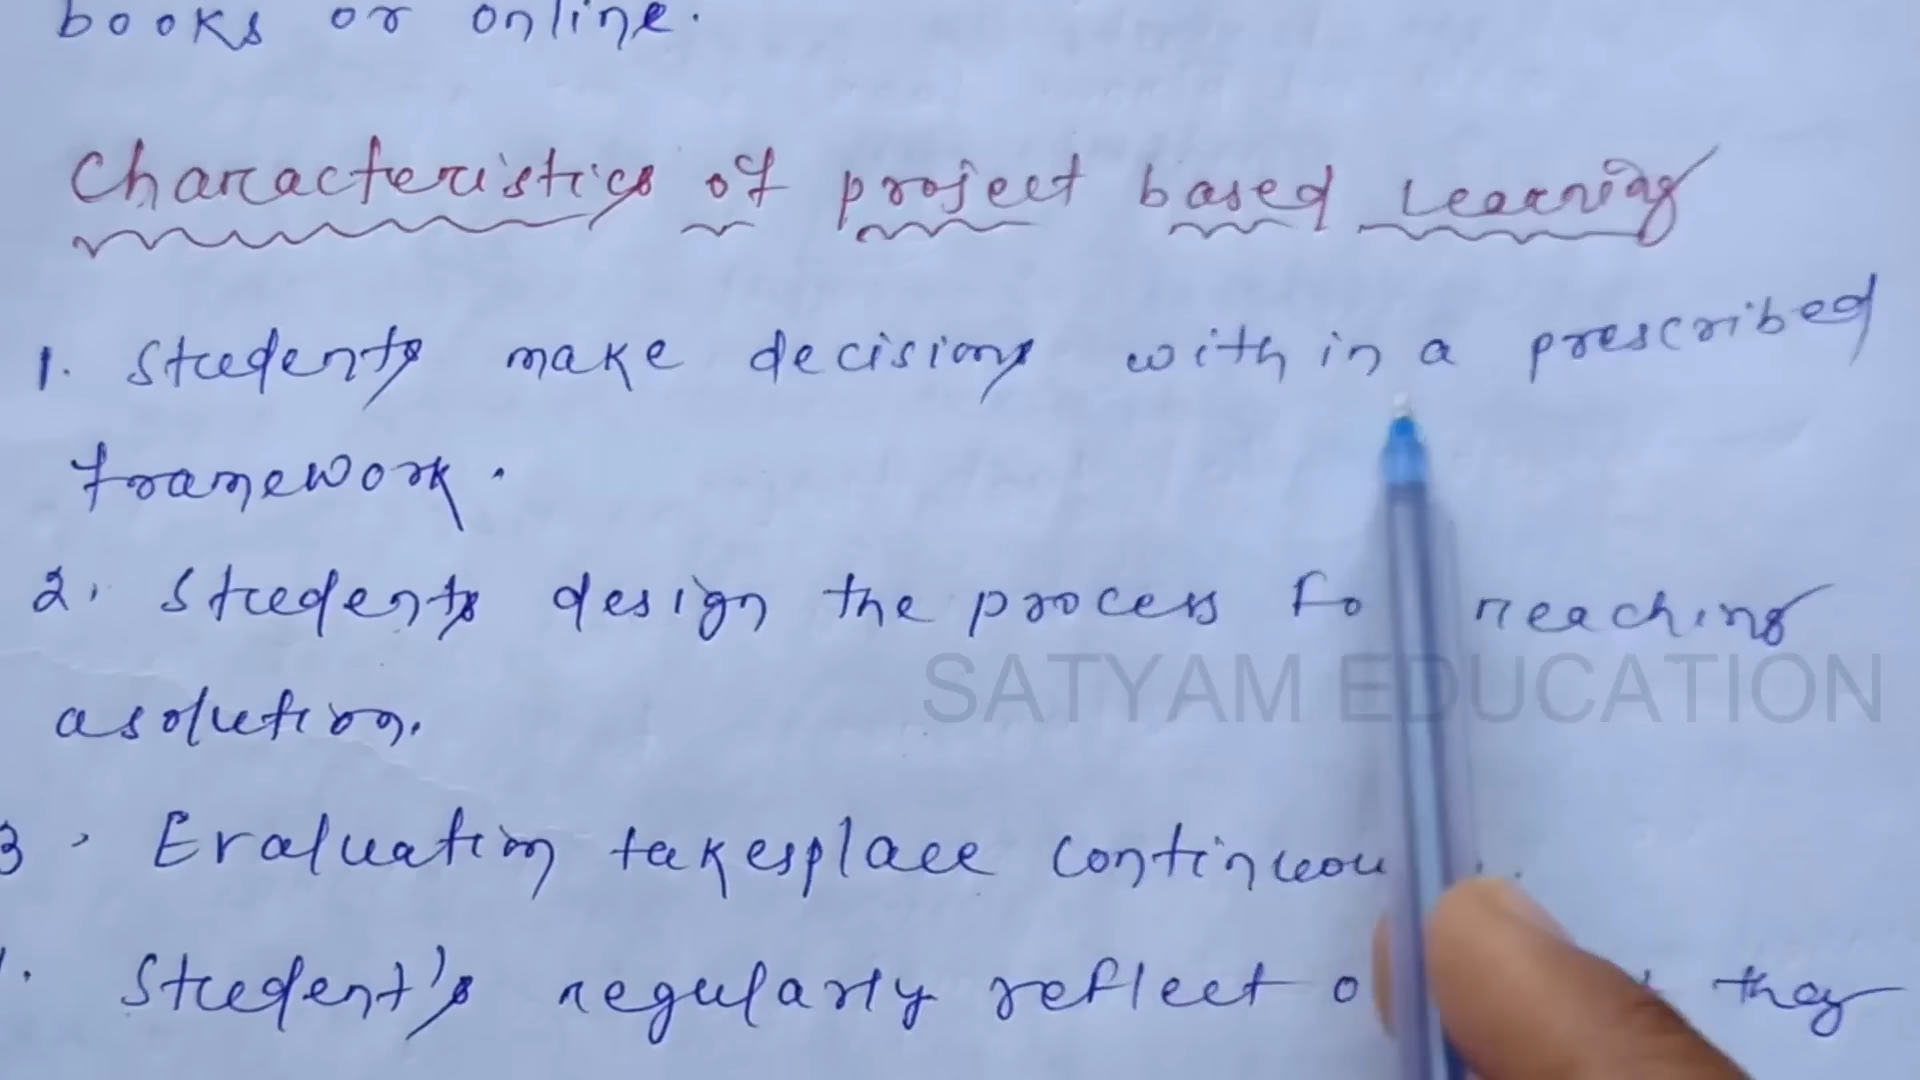 books or online.
Characteristics of project based Learning
1. Students make decisions with in a prescribed
framework.
2. Students design the process fo reaching
a solution.
SATYAM EDUCATION
3. Evaluation takesplace continuou
. Student's regularly reflect o they